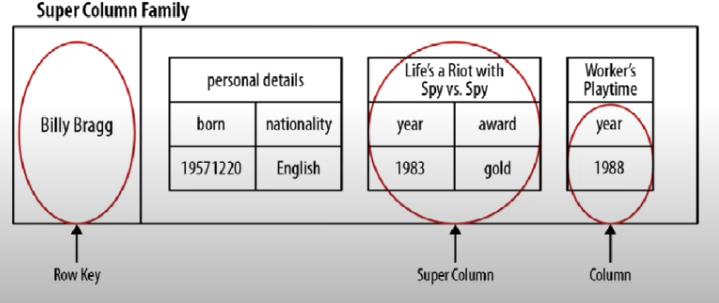 Super Column Family
Billy Bragg
personal details
born nationality
19571220 English
Life's a Riot with
Spy vs. Spy
year award
1983 gold
Worker's
Playtime
year
1988
Row Key
Super Column
Column